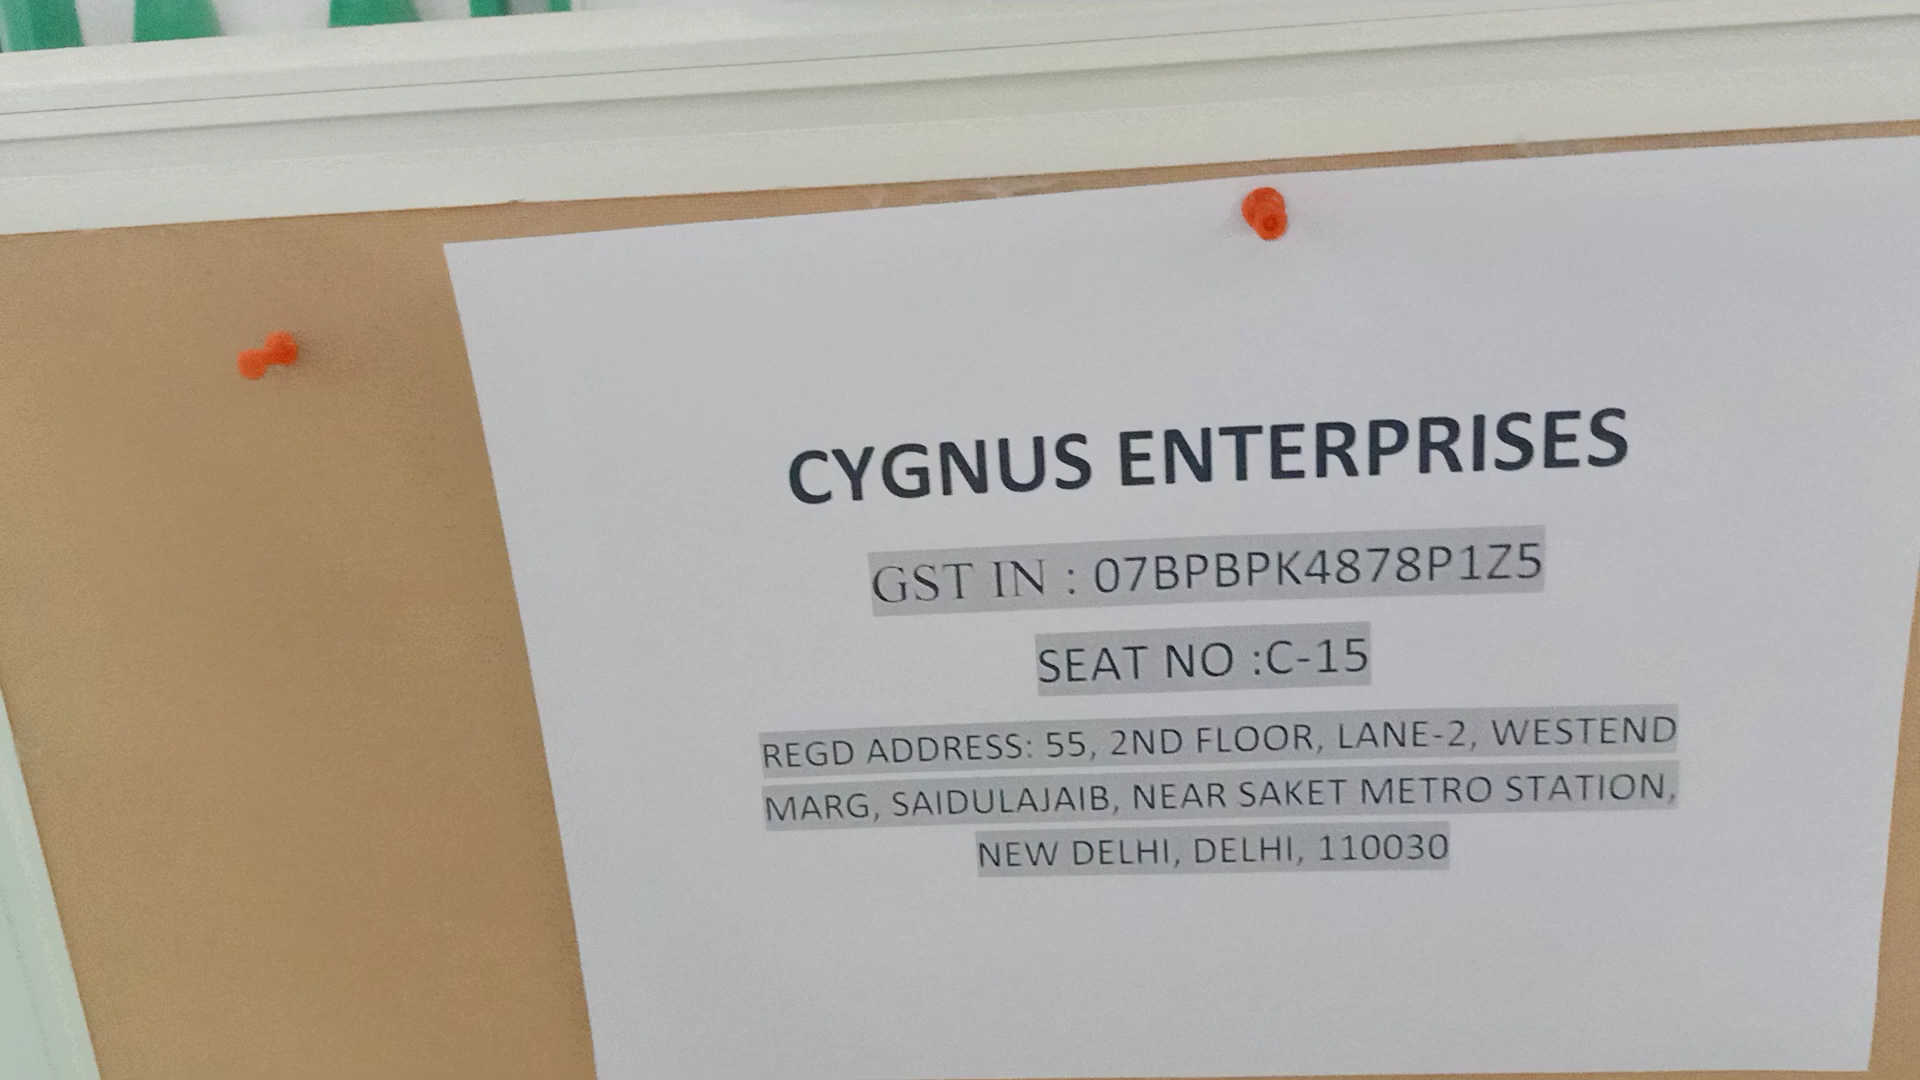 CYGNUS ENTERPRISES
GST IN : 07BPBPK4878P1Z5
SEAT NO :C-15
REGD ADDRESS: 55, 2ND FLOOR, LANE-2, WESTEND
MARG, SAIDULAJAIB, NEAR SAKET METRO STATION,
NEW DELHI, DELHI, 110030